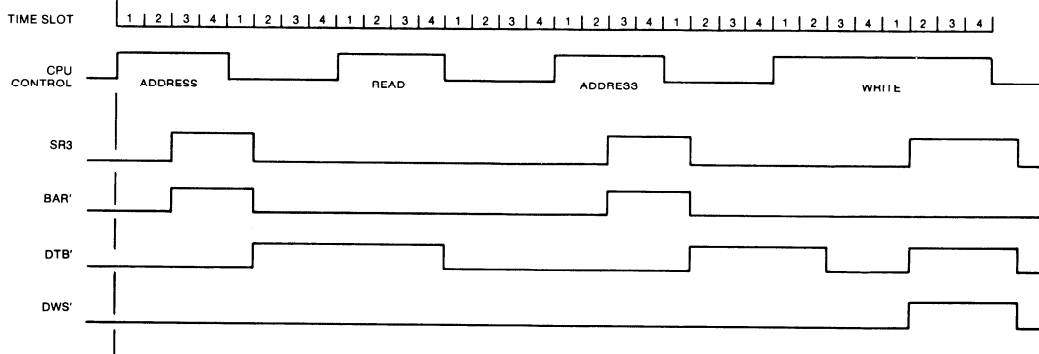 TIME SLOT 1 2 3 4 1 2 3 4 1 2 3 4 1 2 3 4 1 2 3 4 1 2 3 4 1 2 3 4 1 2 3 4
CPU
CONTROL
ADDRESS READ ADDRESS WRITE
SR3
BAR'
DTB'
DWS'